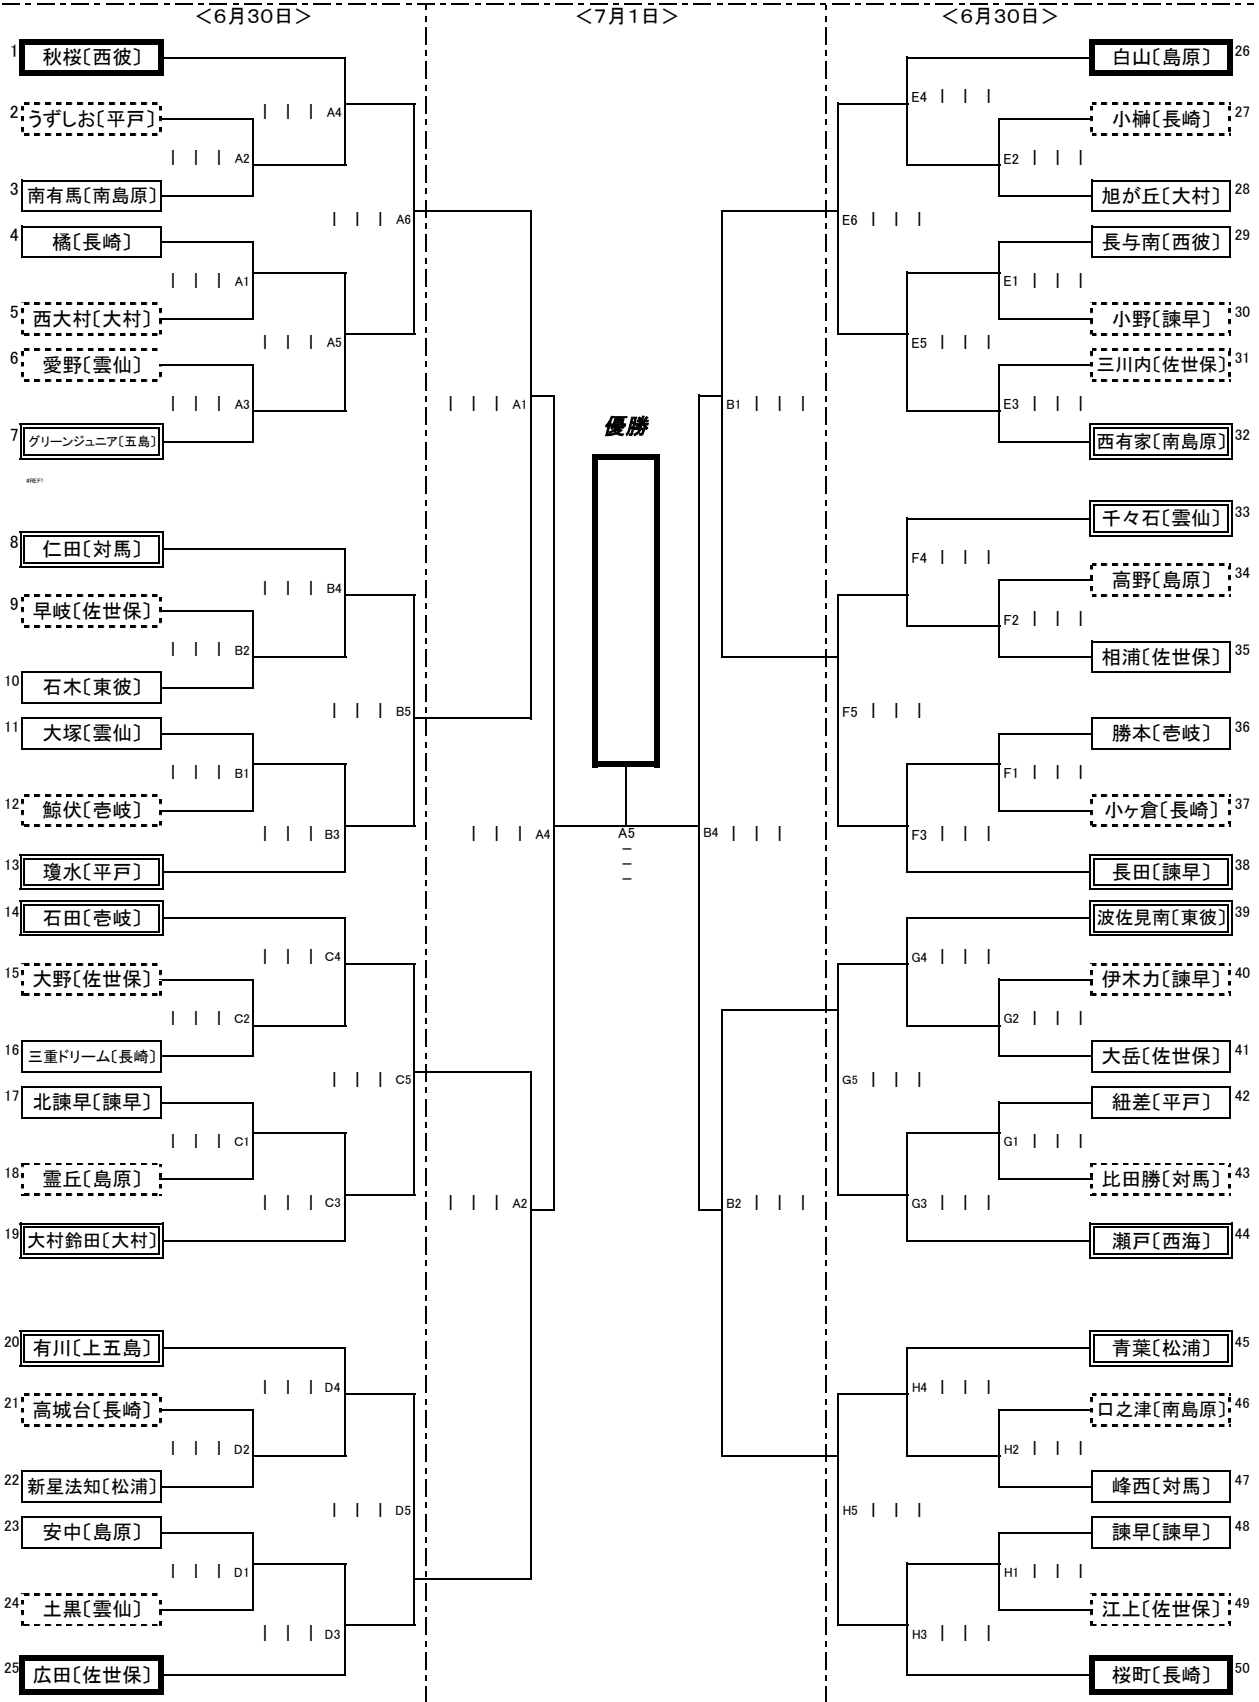 ＜6月30日＞
＜7月1日＞
＜6月30日＞
1 秋桜〔西彼〕
A4
2 うずしお〔平戸〕
A2
3 南有馬〔南島原〕
A6
4 橘〔長崎〕
A1
5 西大村〔大村〕
A5
6 愛野〔雲仙〕
A3
7 グリーンジュニア〔五島〕
#REF!
A1
8 仁田〔対馬〕
B4
9 早岐〔佐世保〕
B2
10 石木〔東彼〕
B5
11 大塚〔雲仙〕
B1
12 鯨伏〔壱岐〕
B3
13 瓊水〔平戸〕
A4
14 石田〔壱岐〕
C4
15 大野〔佐世保〕
C2
16 三重ドリーム〔長崎〕
C5
17 北諫早〔諫早〕
C1
18 霊丘〔島原〕
C3
19 大村鈴田〔大村〕
A2
20 有川〔上五島〕
D4
21 高城台〔長崎〕
D2
22 新星法知〔松浦〕
D5
23 安中〔島原〕
D1
24 土黒〔雲仙〕
D3
25 広田〔佐世保〕
優勝
A5
白山〔島原〕 26
E4
小榊〔長崎〕 27
E2
旭が丘〔大村〕 28
E6
長与南〔西彼〕 29
E1
小野〔諫早〕 30
E5
三川内〔佐世保〕 31
E3
西有家〔南島原〕 32
B1
千々石〔雲仙〕 33
F4
高野〔島原〕 34
F2
相浦〔佐世保〕 35
F5
勝本〔壱岐〕 36
F1
小ヶ倉〔長崎〕 37
F3
長田〔諫早〕 38
B4
波佐見南〔東彼〕 39
G4
伊木力〔諫早〕 40
G2
大岳〔佐世保〕 41
G5
紐差〔平戸〕 42
G1
比田勝〔対馬〕 43
G3
瀬戸〔西海〕 44
B2
青葉〔松浦〕 45
H4
口之津〔南島原〕 46
H2
峰西〔対馬〕 47
H5
諫早〔諫早〕 48
H1
江上〔佐世保〕 49
H3
桜町〔長崎〕 50